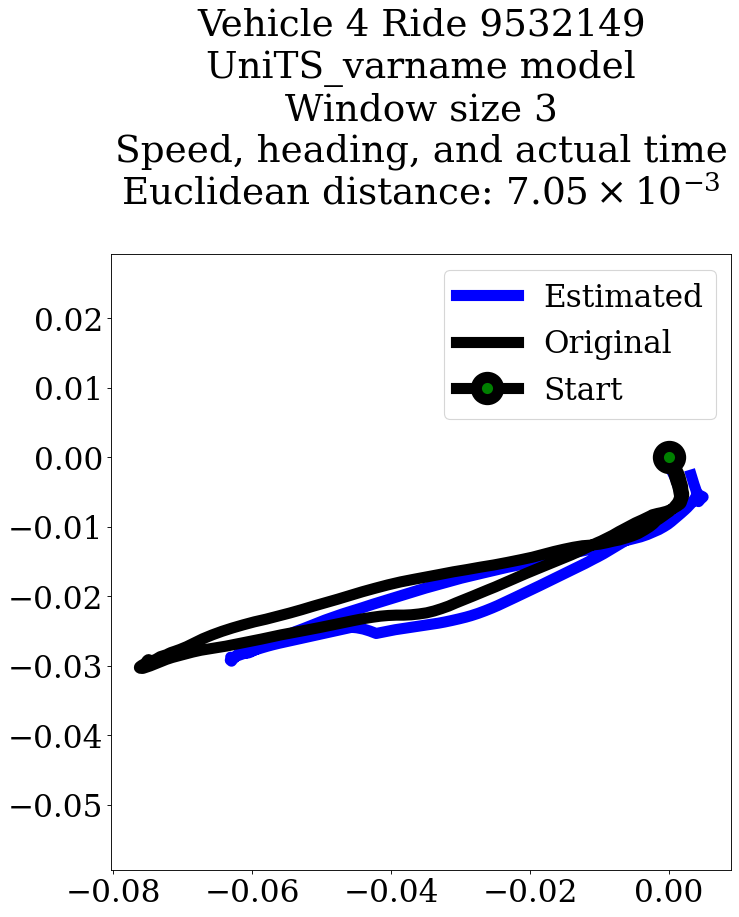 Vehicle 4 Ride 9532149
UniTS_varname model
Window size 3
Speed, heading, and actual time
Euclidean distance: 7.05 × 10⁻³
Estimated
Original
Start
0.02
0.01
0.00
−0.01
−0.02
−0.03
−0.04
−0.05
−0.08 −0.06 −0.04 −0.02 0.00